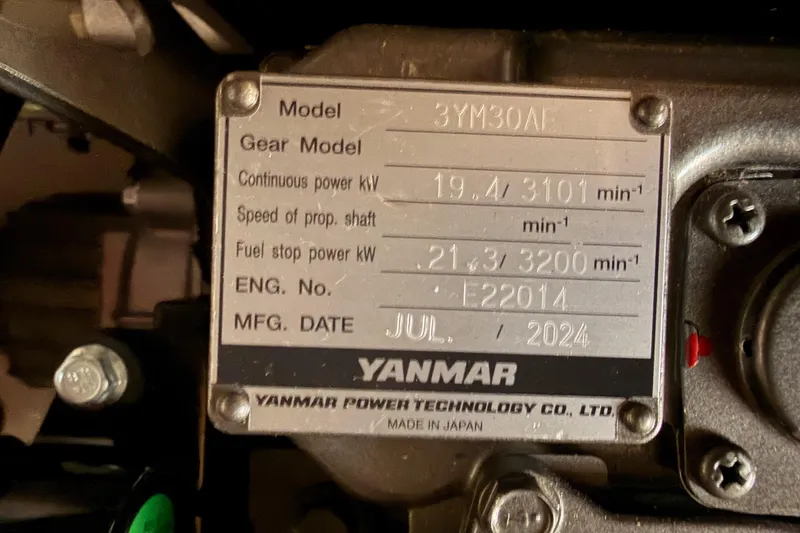 Model 3YM30AE
Gear Model
Continuous power kW 19.4/ 3101 min-1
Speed of prop. shaft min-1
Fuel stop power kW 21.3/ 3200 min-1
ENG. No. E22014
MFG. DATE JUL. / 2024
YANMAR
YANMAR POWER TECHNOLOGY CO., LTD.
MADE IN JAPAN